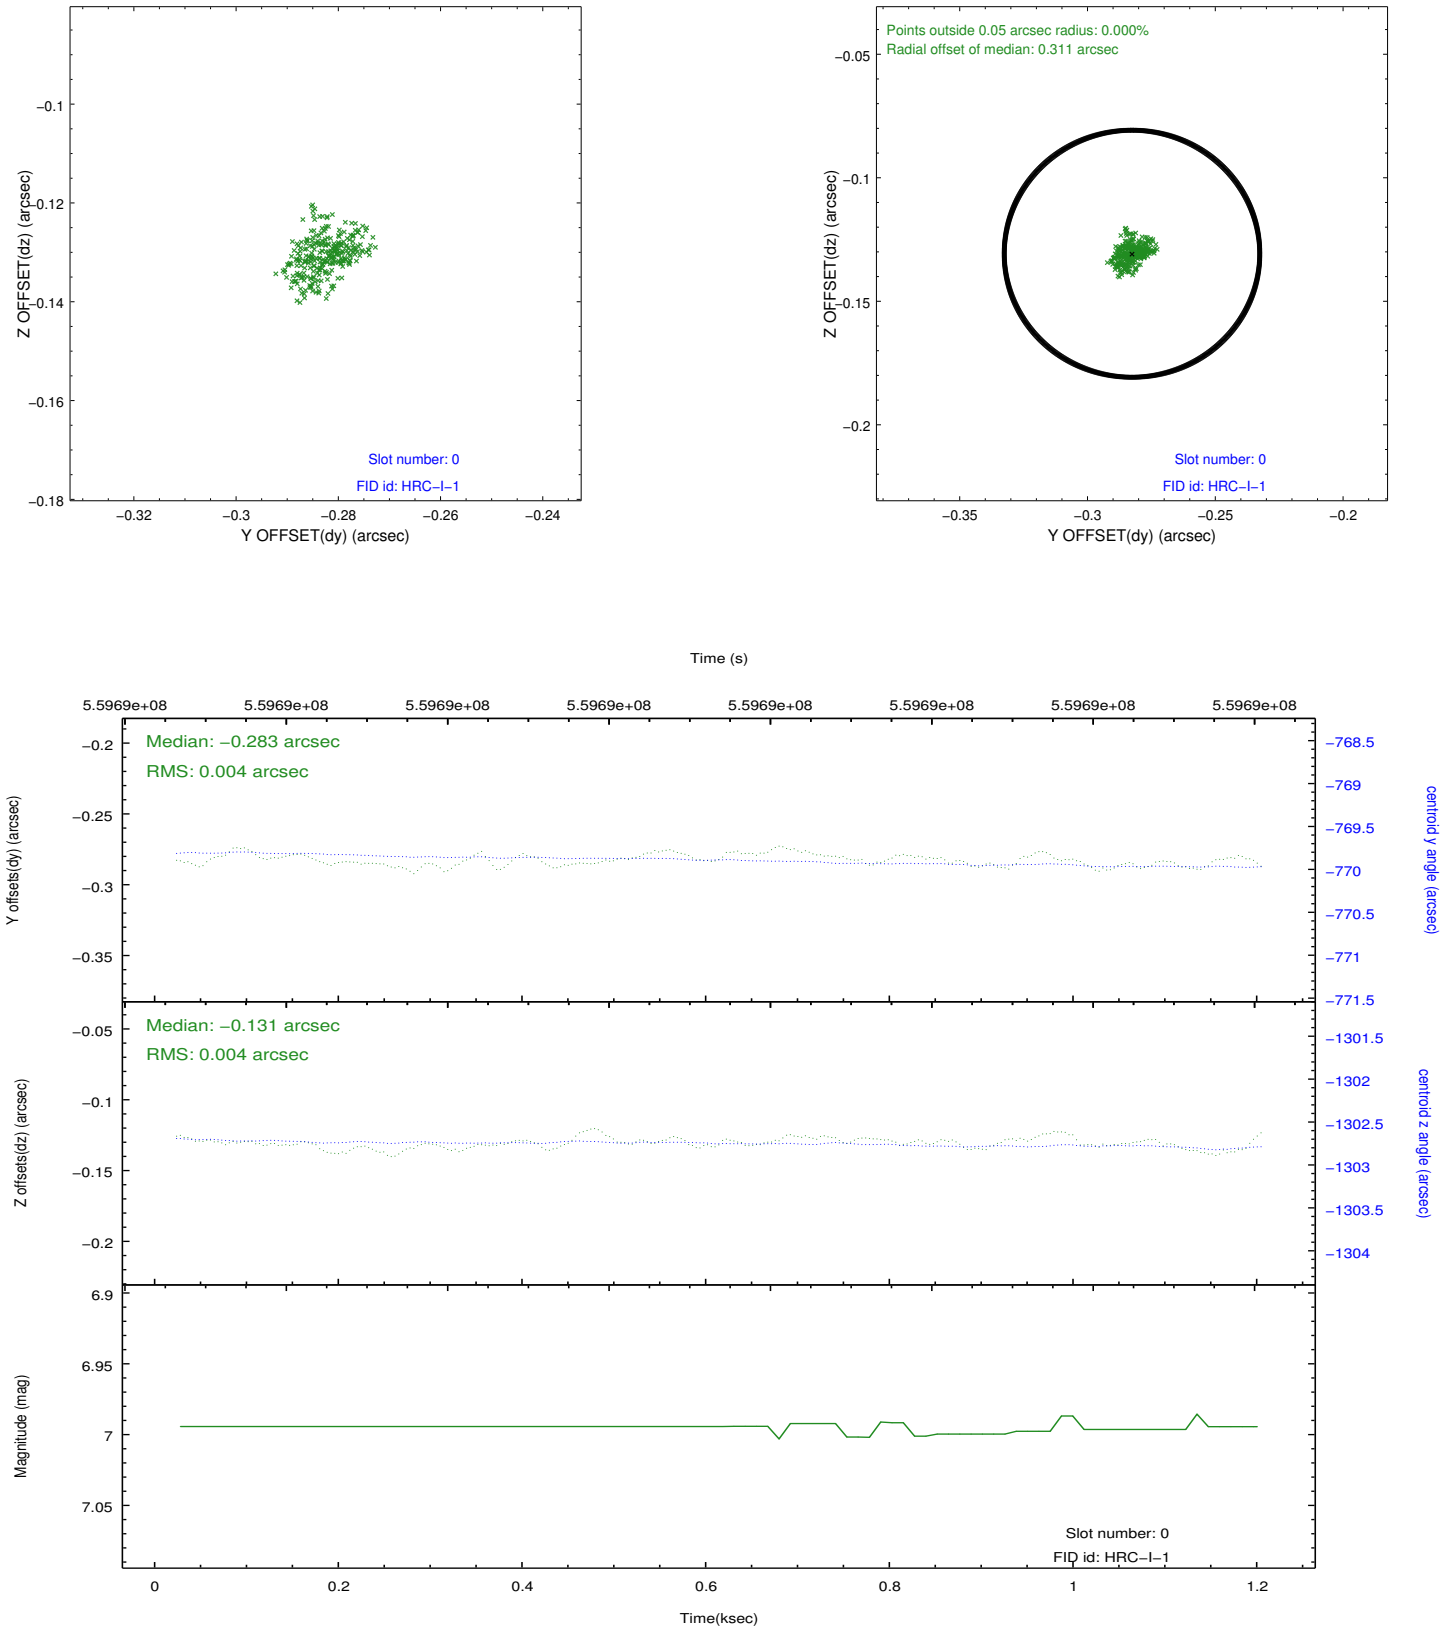 −0.1
−0.12
−0.14
−0.16
−0.18
Z OFFSET(dz) (arcsec)
−0.32
−0.3
−0.28
−0.26
−0.24
Y OFFSET(dy) (arcsec)
Slot number: 0
FID id: HRC−I−1
Points outside 0.05 arcsec radius: 0.000%
Radial offset of median: 0.311 arcsec
−0.05
−0.1
−0.15
−0.2
Z OFFSET(dz) (arcsec)
Slot number: 0
FID id: HRC−I−1
−0.35
−0.3
−0.25
−0.2
Y OFFSET(dy) (arcsec)
Time (s)
5.5969e+08 5.5969e+08 5.5969e+08 5.5969e+08 5.5969e+08 5.5969e+08 5.5969e+08 5.5969e+08
Median: −0.283 arcsec
RMS: 0.004 arcsec
−0.2
−0.25
−0.3
−0.35
Y offsets(dy) (arcsec)
−768.5
−769
−769.5
−770
−770.5
−771
−771.5
centroid y angle (arcsec)
Median: −0.131 arcsec
RMS: 0.004 arcsec
−0.05
−0.1
−0.15
−0.2
Z offsets(dz) (arcsec)
−1301.5
−1302
−1302.5
−1303
−1303.5
−1304
centroid z angle (arcsec)
6.9
6.95
7
7.05
Magnitude (mag)
Slot number: 0
FID id: HRC−I−1
0 0.2 0.4 0.6 0.8 1 1.2
Time(ksec)